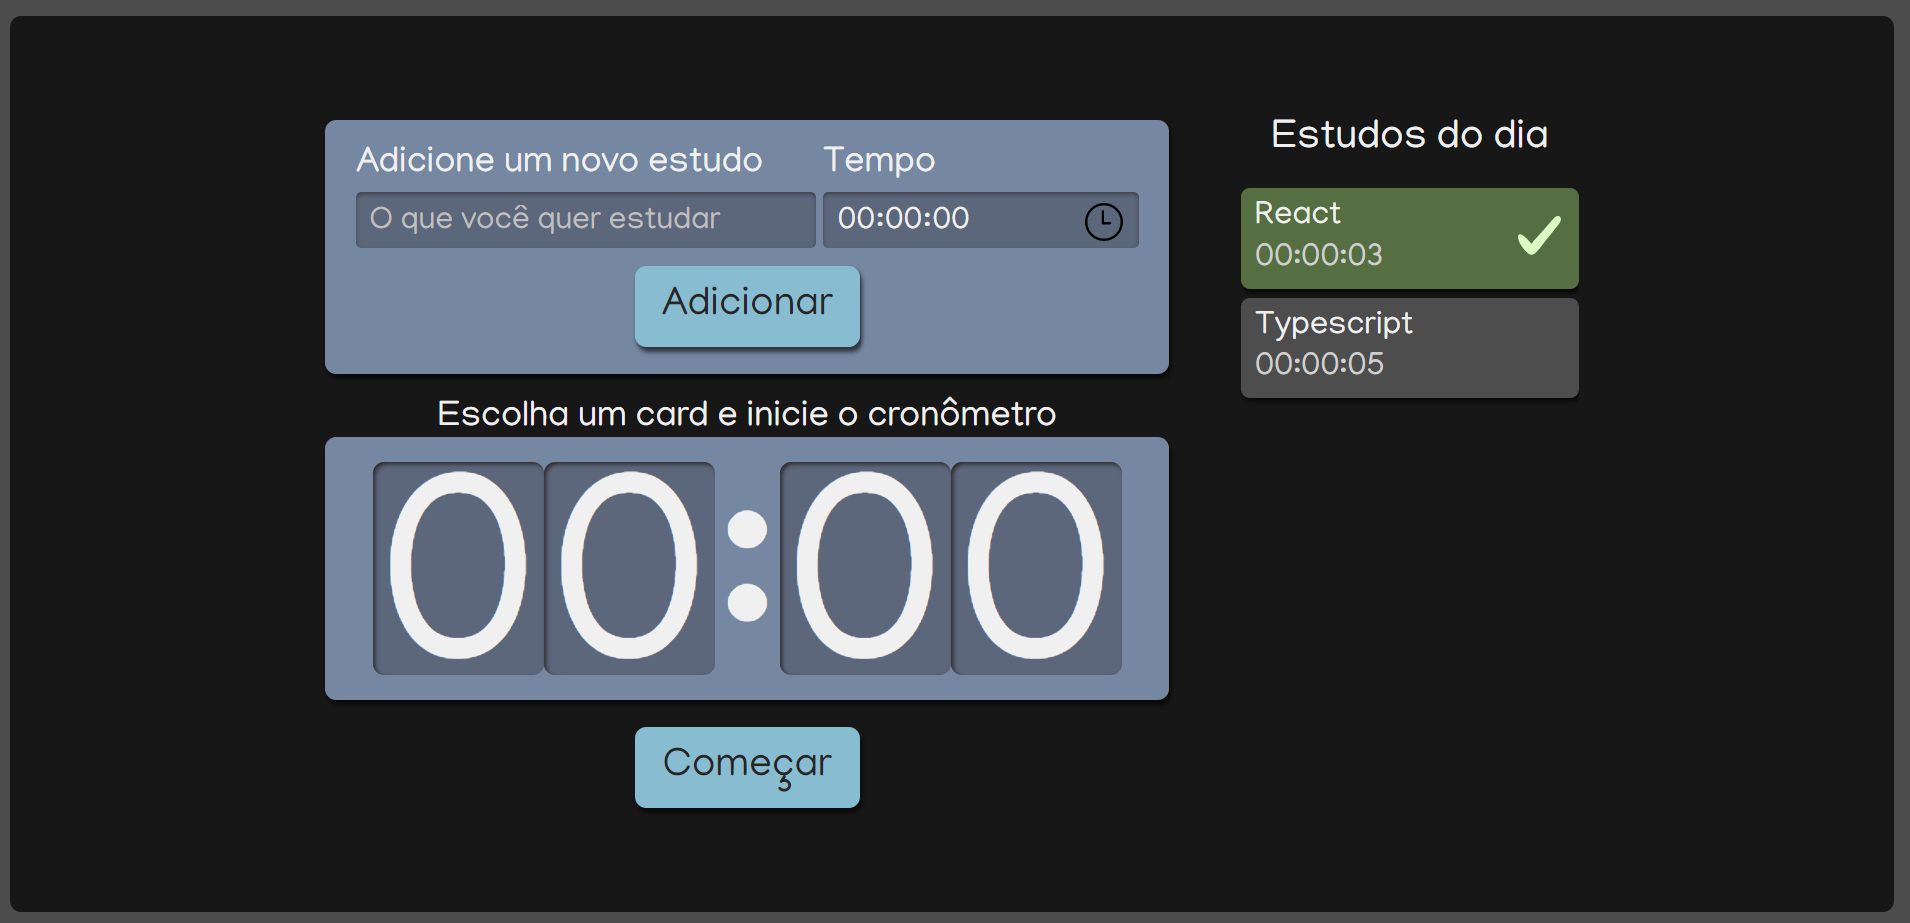 Adicione um novo estudo
Tempo
O que você quer estudar
00:00:00
Adicionar
Escolha um card e inicie o cronômetro
00:00
Começar
Estudos do dia
React
00:00:03
Typescript
00:00:05